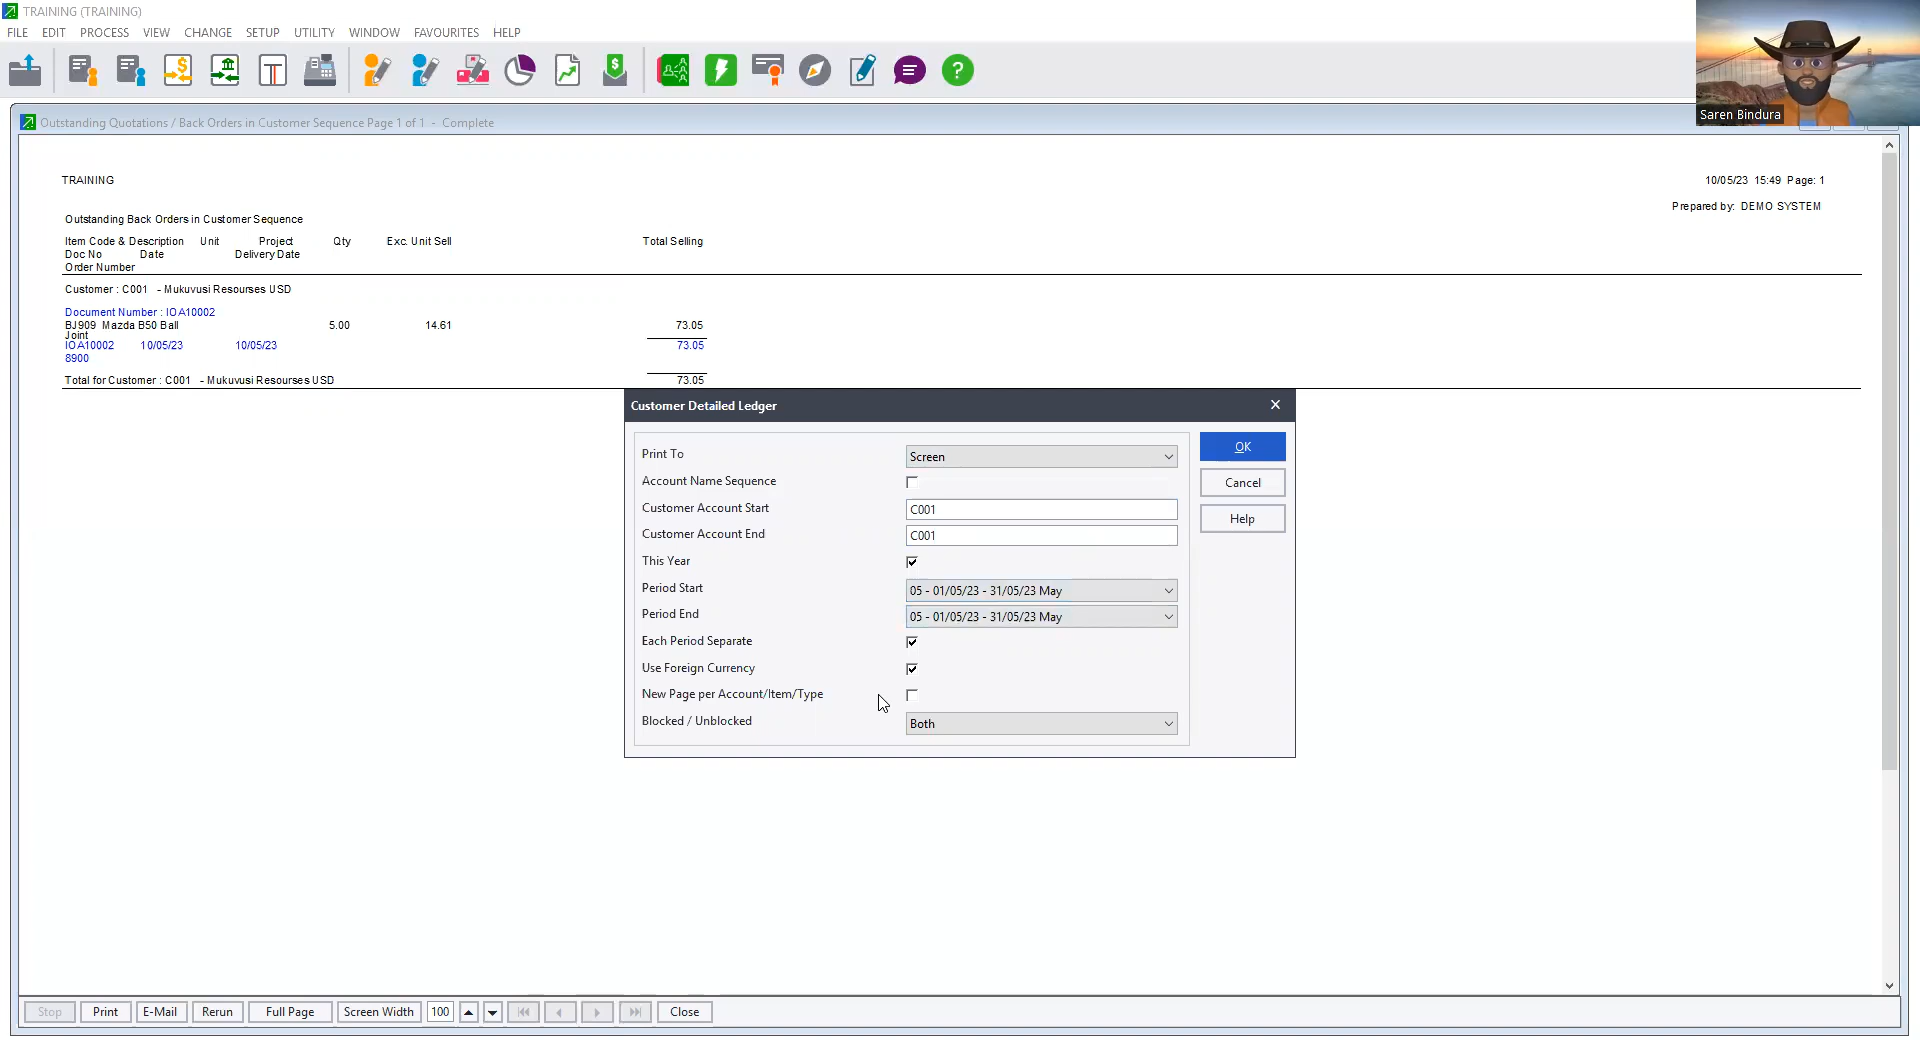 TRAINING (TRAINING)
FILE EDIT PROCESS VIEW CHANGE SETUP UTILITY WINDOW FAVOURITES HELP
Saren Bindura
Outstanding Quotations / Back Orders in Customer Sequence Page 1 of 1 - Complete
TRAINING
10/05/23 15:49 Page: 1
Prepared by: DEMO SYSTEM
Outstanding Back Orders in Customer Sequence
Item Code & Description Unit Project Qty Exc. Unit Sell Total Selling
Doc No Date Delivery Date
Order Number
Customer : C001 - Mukuvusi Resourses USD
Document Number : IOA10002
BJ909 Mazda B50 Ball 5.00 14.61 73.05
Joint
IOA10002 10/05/23 10/05/23 73.05
8900
Total for Customer : C001 - Mukuvusi Resourses USD 73.05
Customer Detailed Ledger
Print To Screen
Account Name Sequence
Customer Account Start C001
Customer Account End C001
This Year
Period Start 05 - 01/05/23 - 31/05/23 May
Period End 05 - 01/05/23 - 31/05/23 May
Each Period Separate
Use Foreign Currency
New Page per Account/Item/Type
Blocked / Unblocked Both
OK
Cancel
Help
Stop Print E-Mail Rerun Full Page Screen Width 100 Close